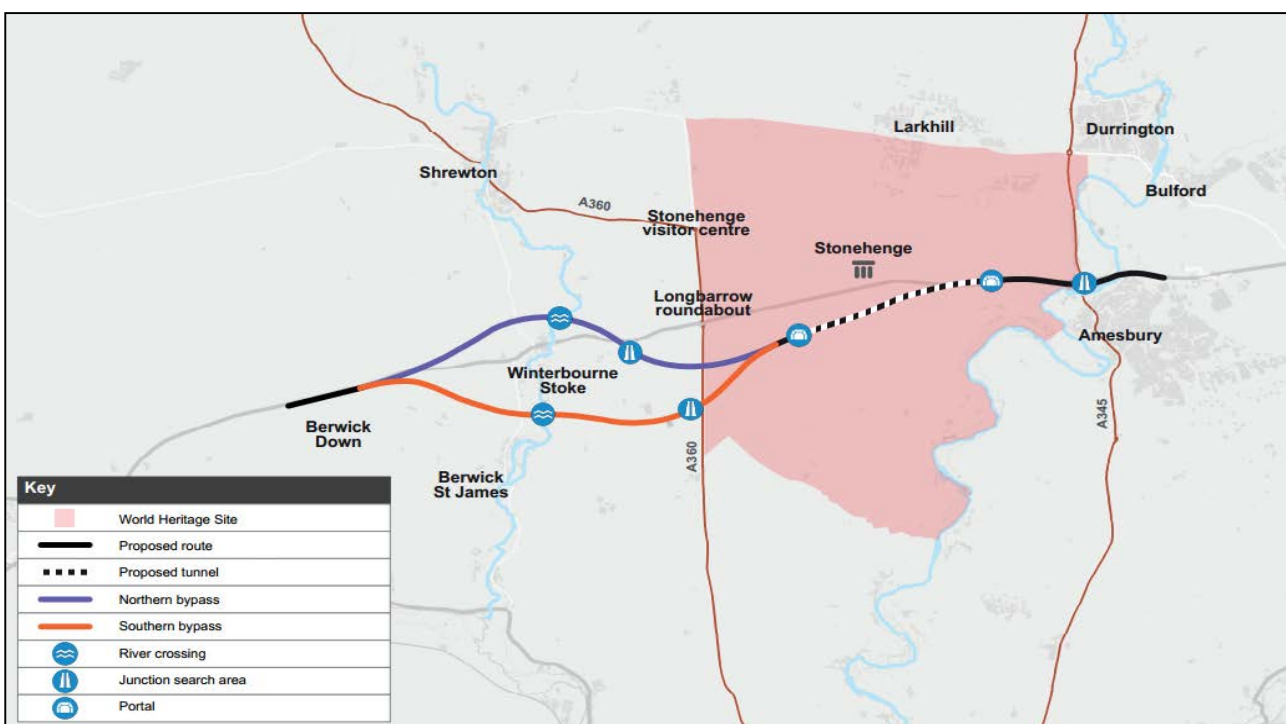 Larkhill
Durrington
Shrewton
Bulford
A360
Stonehenge
visitor centre
Stonehenge
Longbarrow
roundabout
Amesbury
Winterbourne
Stoke
Berwick
Down
A345
A360
Berwick
St James
Key
World Heritage Site
Proposed route
Proposed tunnel
Northern bypass
Southern bypass
River crossing
Junction search area
Portal